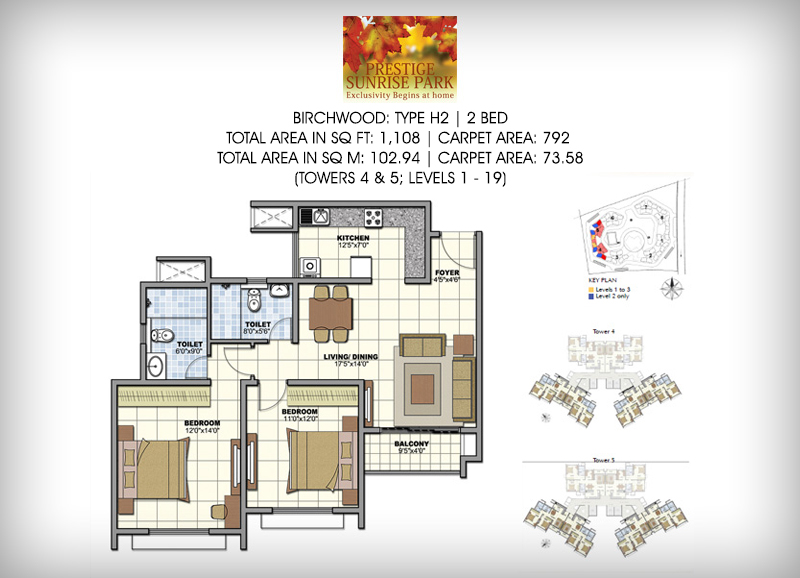 PRESTIGE
SUNRISE PARK
Exclusivity Begins at home
BIRCHWOOD: TYPE H2 | 2 BED
TOTAL AREA IN SQ FT: 1,108 | CARPET AREA: 792
TOTAL AREA IN SQ M: 102.94 | CARPET AREA: 73.58
(TOWERS 4 & 5; LEVELS 1 - 19)
KITCHEN
12'5"x7'0"
FOYER
4'5"x4'6"
TOILET
8'0"x5'6"
TOILET
6'0"x9'0"
LIVING/ DINING
17'5"x14'0"
BEDROOM
12'0"x14'0"
BEDROOM
11'0"x12'0"
BALCONY
9'5"x4'0"
KEY PLAN
Levels 1 to 3
Level 2 only
Tower 4
Tower 5